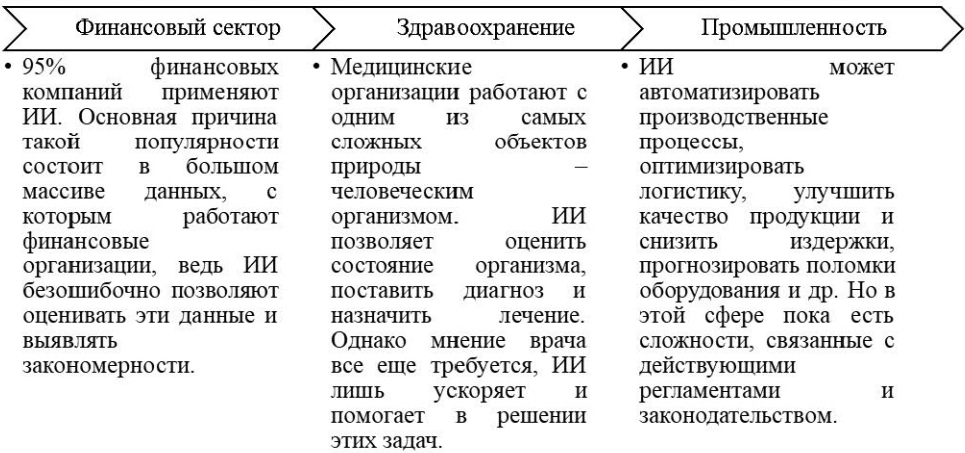 Финансовый сектор
Здравоохранение
Промышленность
• 95% финансовых
компаний применяют
ИИ. Основная причина
такой популярности
состоит в большом
массиве данных, с
которым работают
финансовые
организации, ведь ИИ
безошибочно позволяют
оценивать эти данные и
выявлять
закономерности.
• Медицинские
организации работают с
одним из самых
сложных объектов
природы –
человеческим
организмом. ИИ
позволяет оценить
состояние организма,
поставить диагноз и
назначить лечение.
Однако мнение врача
все еще требуется, ИИ
лишь ускоряет и
помогает в решении
этих задач.
• ИИ может
автоматизировать
производственные
процессы,
оптимизировать
логистику, улучшить
качество продукции и
снизить издержки,
прогнозировать поломки
оборудования и др. Но в
этой сфере пока есть
сложности, связанные с
действующими
регламентами и
законодательством.